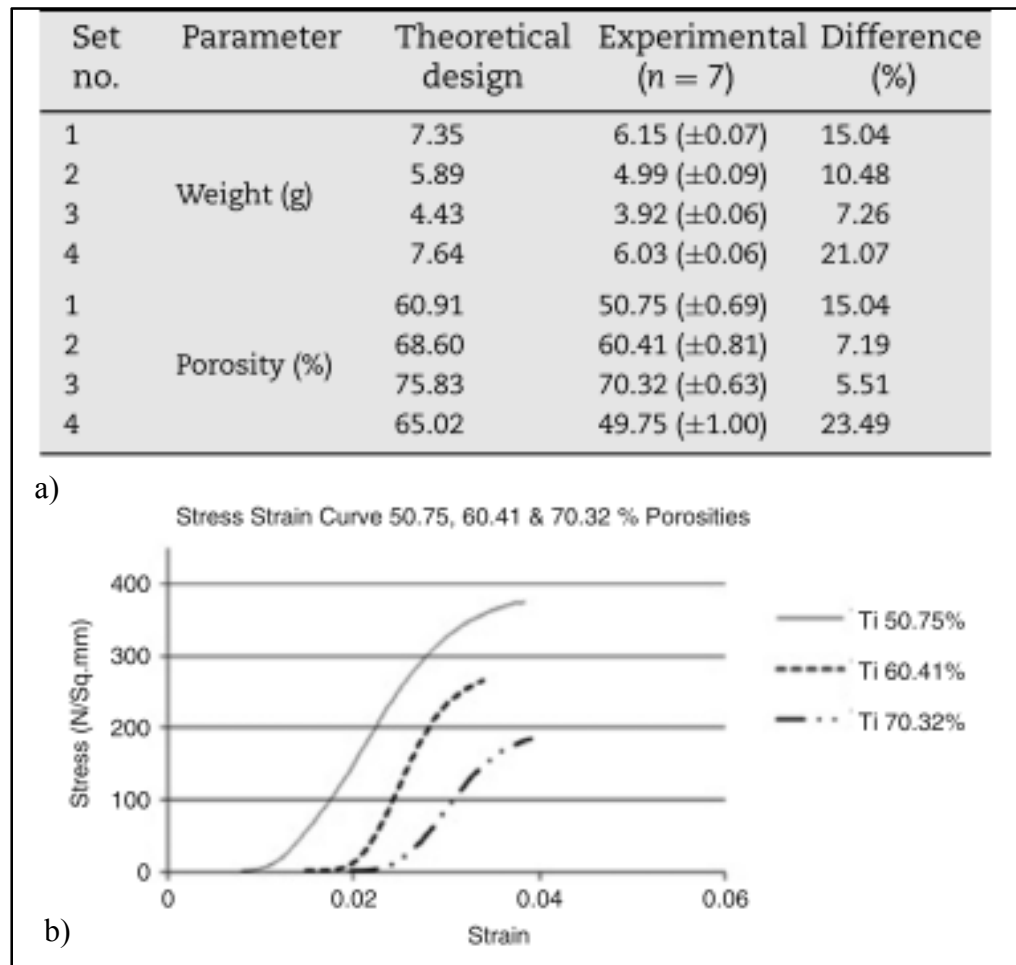 Set Parameter Theoretical Experimental Difference
no. design (n = 7) (%)
1 7.35 6.15 (±0.07) 15.04
2 5.89 4.99 (±0.09) 10.48
Weight (g)
3 4.43 3.92 (±0.06) 7.26
4 7.64 6.03 (±0.06) 21.07
1 60.91 50.75 (±0.69) 15.04
2 68.60 60.41 (±0.81) 7.19
Porosity (%)
3 75.83 70.32 (±0.63) 5.51
4 65.02 49.75 (±1.00) 23.49
a)
Stress Strain Curve 50.75, 60.41 & 70.32 % Porosities
Stress (N/Sq.mm)
400
300
200
100
0
0 0.02 0.04 0.06
Strain
Ti 50.75%
Ti 60.41%
Ti 70.32%
b)